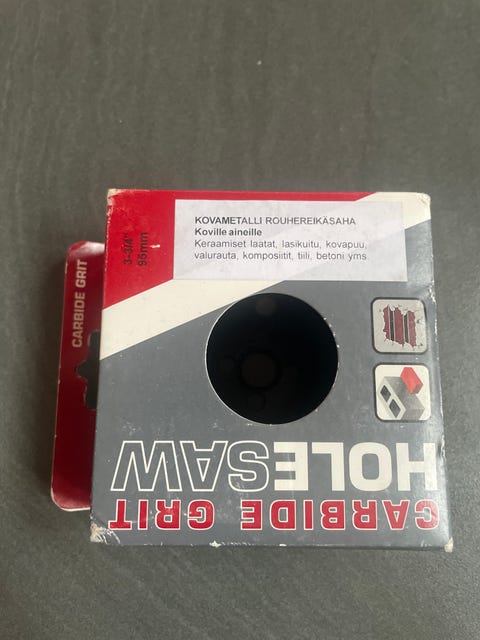 KOVAMETALLI ROUHEREIKÄSAHA
Koville aineille
Keraamiset laatat, lasikuitu, kovapuu,
valurauta, komposiitit, tiili, betoni yms.
3-3/4"
95mm
CARBIDE GRIT
HOLESAW
CARBIDE GRIT